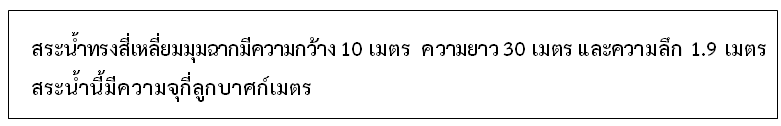 สระน้ำทรงสี่เหลี่ยมมุมฉากมีความกว้าง 10 เมตร ความยาว 30 เมตร และความลึก 1.9 เมตร
สระน้ำนี้มีความจุกี่ลูกบาศก์เมตร